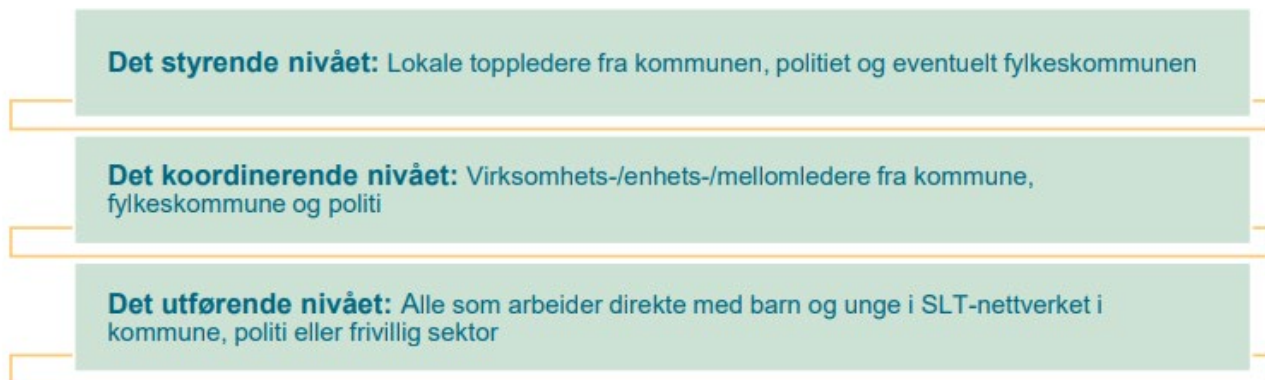 Det styrende nivået: Lokale toppledere fra kommunen, politiet og eventuelt fylkeskommunen
Det koordinerende nivået: Virksomhets-/enhets-/mellomledere fra kommune,
fylkeskommune og politi
Det utførende nivået: Alle som arbeider direkte med barn og unge i SLT-nettverket i
kommune, politi eller frivillig sektor